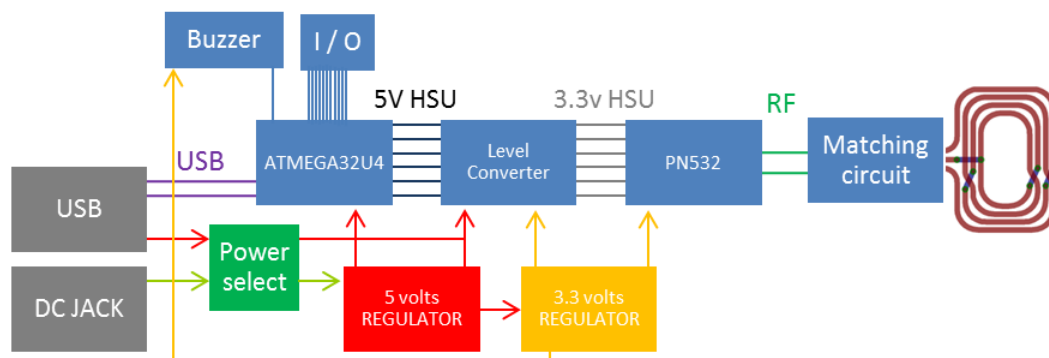 Buzzer
I / O
5V HSU
3.3v HSU
RF
ATMEGA32U4
Level
Converter
PN532
Matching
circuit
USB
USB
Power
select
DC JACK
5 volts
REGULATOR
3.3 volts
REGULATOR